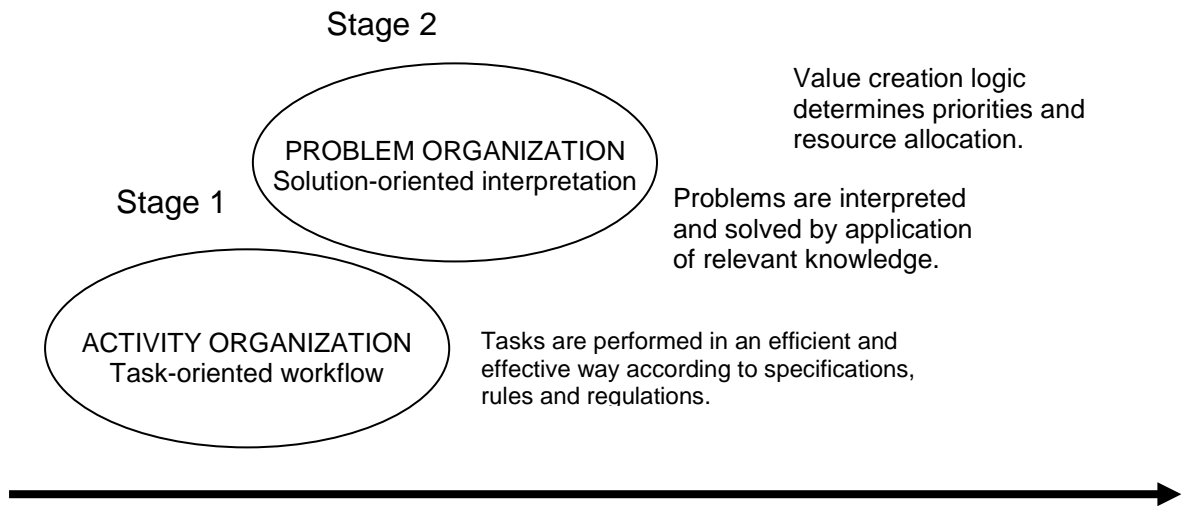 Stage 2
Value creation logic
determines priorities and
resource allocation.
PROBLEM ORGANIZATION
Solution-oriented interpretation
Stage 1
Problems are interpreted
and solved by application
of relevant knowledge.
ACTIVITY ORGANIZATION
Task-oriented workflow
Tasks are performed in an efficient and
effective way according to specifications,
rules and regulations.